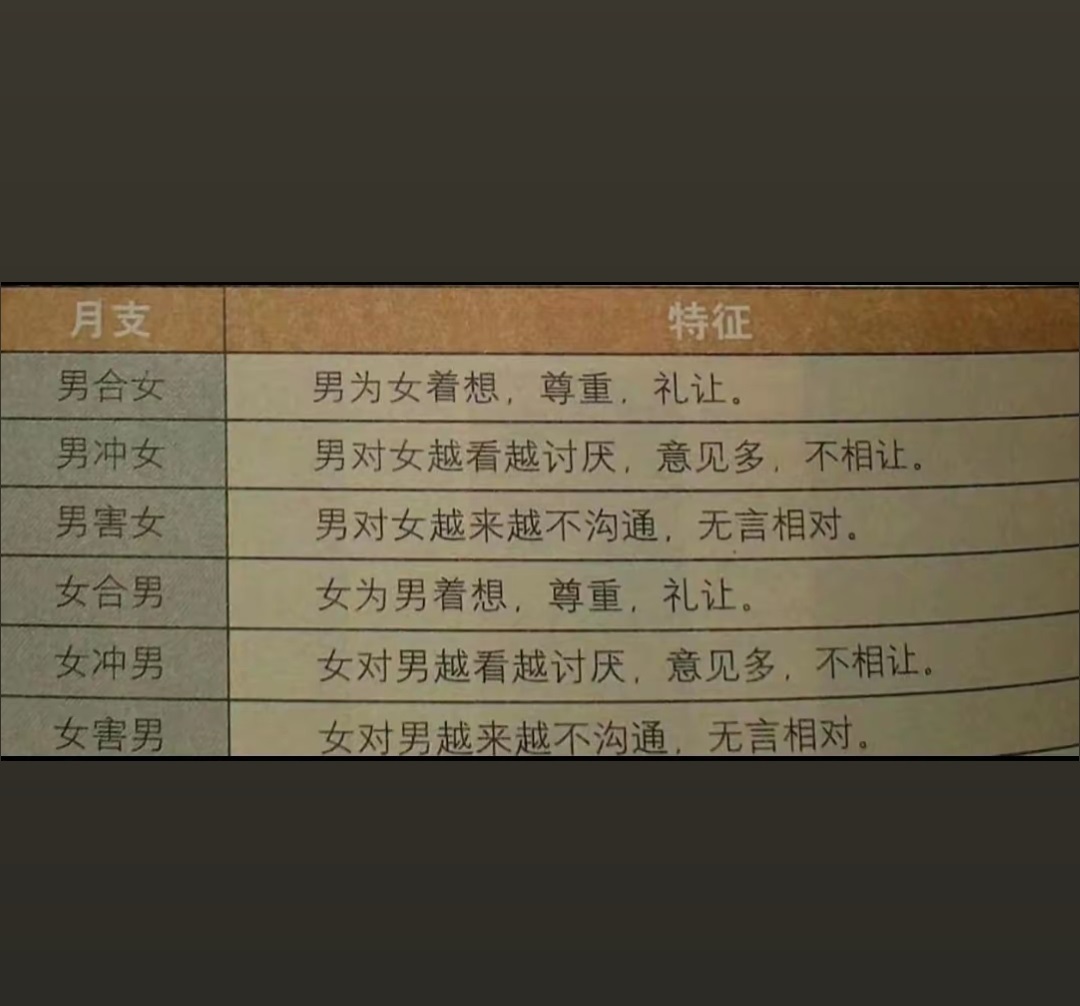 月支 特征
男合女 男为女着想，尊重，礼让。
男冲女 男对女越看越讨厌，意见多，不相让。
男害女 男对女越来越不沟通，无言相对。
女合男 女为男着想，尊重，礼让。
女冲男 女对男越看越讨厌，意见多，不相让。
女害男 女对男越来越不沟通，无言相对。